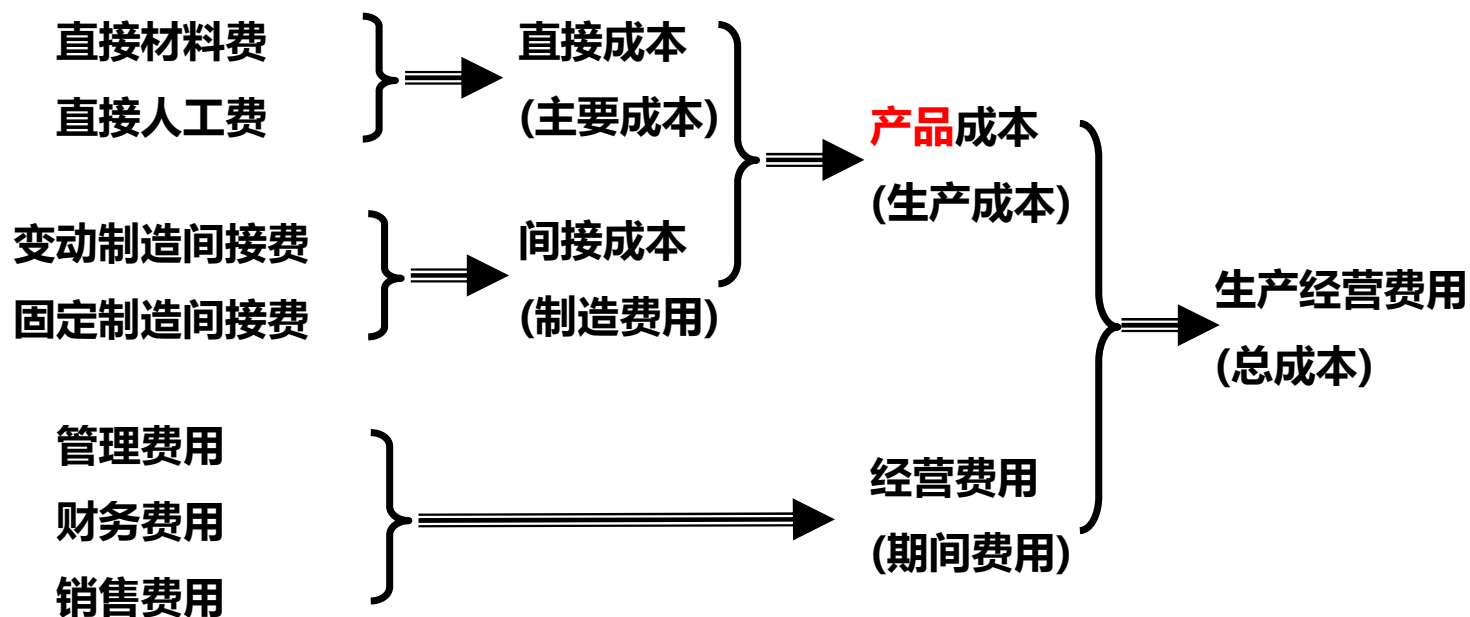 直接材料费
直接人工费
直接成本
(主要成本)
变动制造间接费
固定制造间接费
间接成本
(制造费用)
产品成本
(生产成本)
管理费用
财务费用
销售费用
经营费用
(期间费用)
生产经营费用
(总成本)